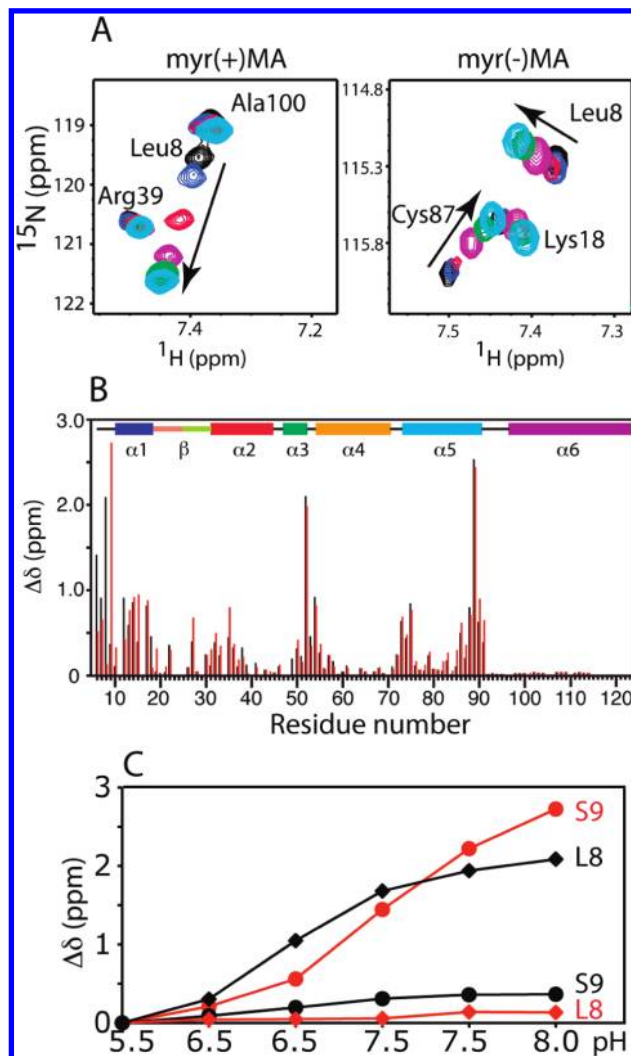 A
myr(+)MA
myr(-)MA
Ala100
Leu8
Arg39
119
120
121
122
15N (ppm)
7.4
7.2
1H (ppm)
Leu8
Cys87
Lys18
114.8
115.3
115.8
7.5
7.4
7.3
1H (ppm)
B
3.0
2.0
1.0
0
Δδ (ppm)
α1
β
α2
α3
α4
α5
α6
10 20 30 40 50 60 70 80 90 100 110 120
Residue number
C
3
2
1
0
Δδ (ppm)
S9
L8
S9
L8
5.5 6.5 6.5 7.5 7.5 8.0 pH